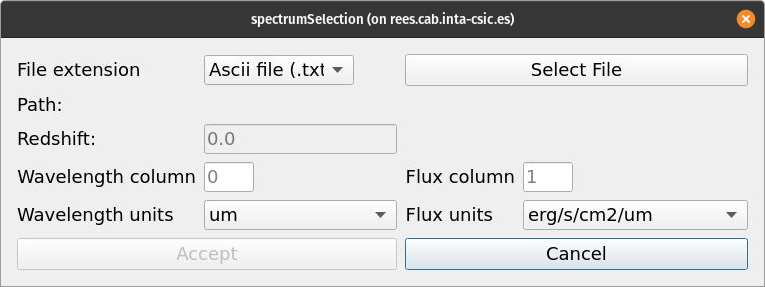 spectrumSelection (on rees.cab.inta-csic.es)
File extension Ascii file (.txt Select File
Path:
Redshift: 0.0
Wavelength column 0 Flux column 1
Wavelength units um Flux units erg/s/cm2/um
Accept Cancel